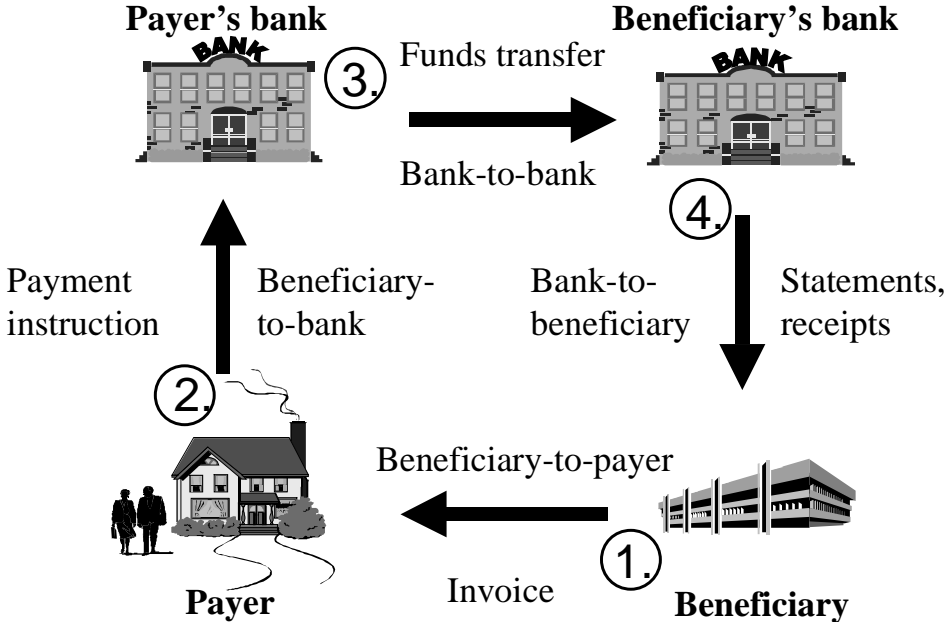 Payer's bank
Beneficiary's bank
BANK
BANK
3.
Funds transfer
Bank-to-bank
4.
Payment
instruction
Beneficiary-
to-bank
Bank-to-
beneficiary
Statements,
receipts
2.
Beneficiary-to-payer
1.
Invoice
Payer
Beneficiary